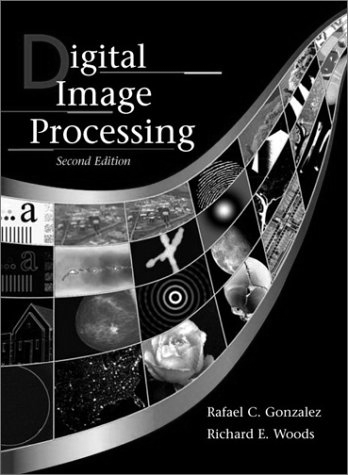 Digital
Image
Processing
Second Edition
a
...a
Rafael C. Gonzalez
Richard E. Woods